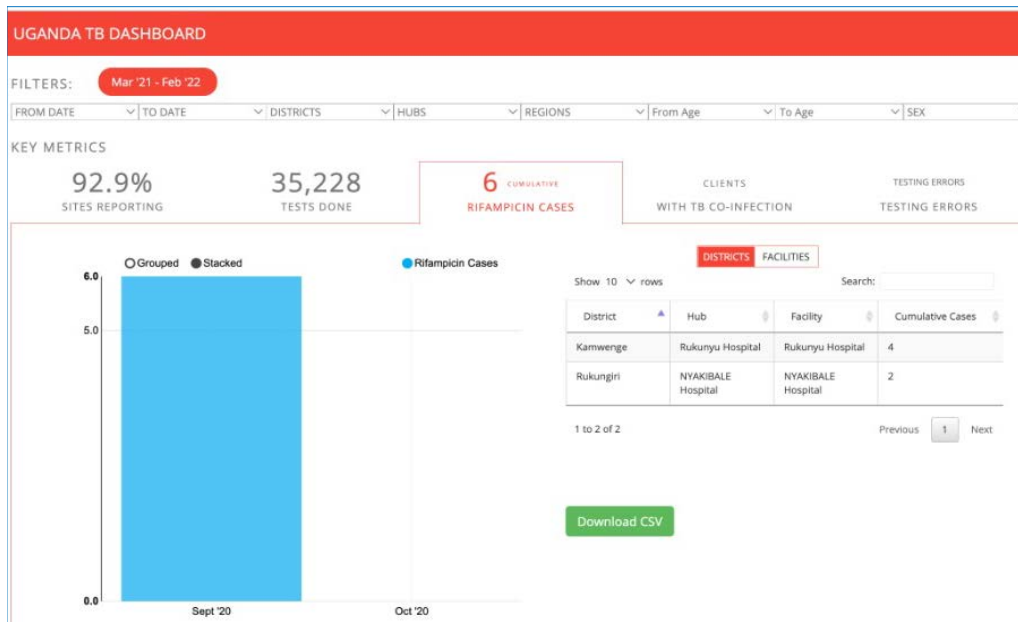 UGANDA TB DASHBOARD
FILTERS: Mar '21 - Feb '22
FROM DATE TO DATE DISTRICTS HUBS REGIONS From Age To Age SEX
KEY METRICS
92.9%
SITES REPORTING
35,228
TESTS DONE
6 CUMULATIVE
RIFAMPICIN CASES
CLIENTS
WITH TB CO-INFECTION
TESTING ERRORS
TESTING ERRORS
Grouped Stacked Rifampicin Cases
6.0
5.0
0.0
Sept '20 Oct '20
DISTRICTS FACILITIES
Show 10 rows Search:
District Hub Facility Cumulative Cases
Kamwenge Rukunyu Hospital Rukunyu Hospital 4
Rukungiri NYAKIBALE Hospital NYAKIBALE Hospital 2
1 to 2 of 2 Previous 1 Next
Download CSV